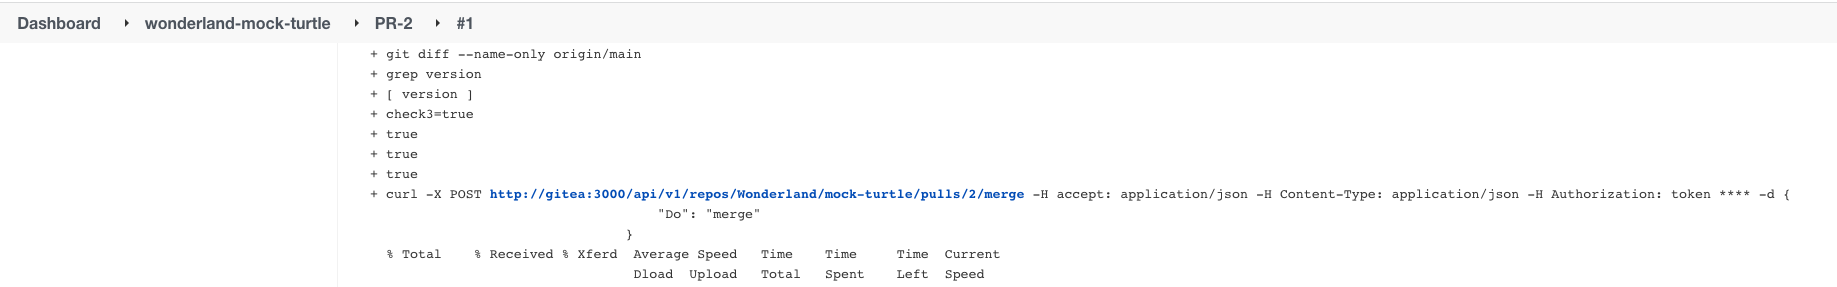 Dashboard wonderland-mock-turtle PR-2 #1
+ git diff --name-only origin/main
+ grep version
+ [ version ]
+ check3=true
+ true
+ true
+ true
+ curl -X POST http://gitea:3000/api/v1/repos/Wonderland/mock-turtle/pulls/2/merge -H accept: application/json -H Content-Type: application/json -H Authorization: token **** -d {
"Do": "merge"
}
% Total % Received % Xferd Average Speed Time Time Time Current
Dload Upload Total Spent Left Speed